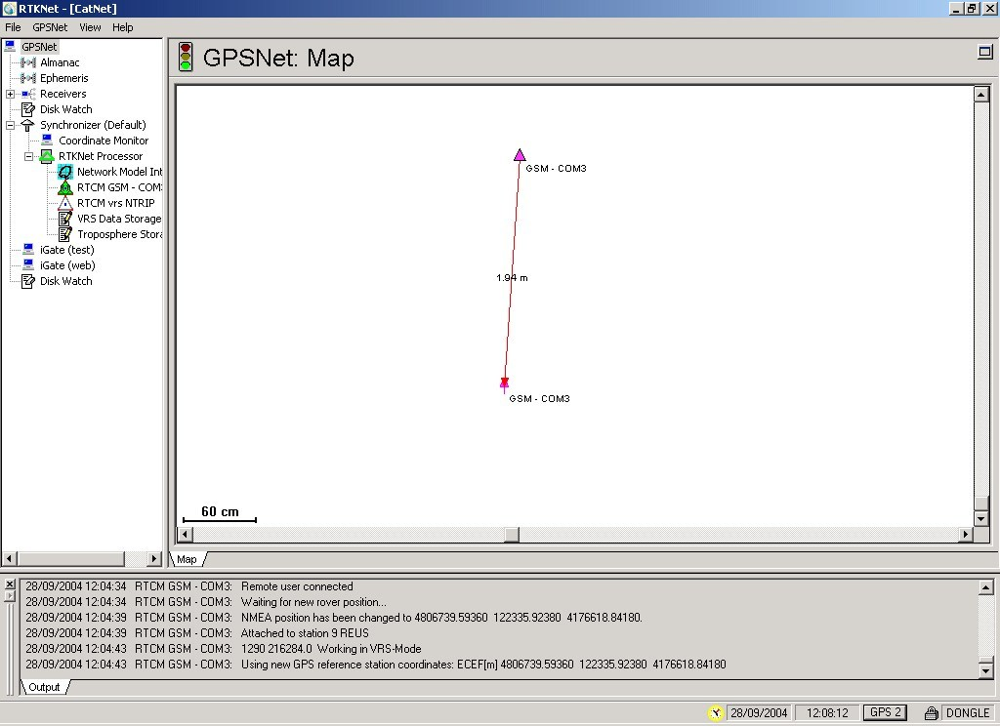 RTKNet - [CatNet]
File GPSNet View Help
GPSNet
Almanac
Ephemeris
Receivers
Disk Watch
Synchronizer (Default)
Coordinate Monitor
RTKNet Processor
Network Model Int
RTCM GSM - COM3
RTCM vrs NTRIP
VRS Data Storage
Troposphere Stora
iGate (test)
iGate (web)
Disk Watch
GPSNet: Map
GSM - COM3
1.94 m
GSM - COM3
60 cm
Map
28/09/2004 12:04:34 RTCM GSM - COM3: Remote user connected
28/09/2004 12:04:34 RTCM GSM - COM3: Waiting for new rover position...
28/09/2004 12:04:39 RTCM GSM - COM3: NMEA position has been changed to 4806739.59360 122335.92380 4176618.84180.
28/09/2004 12:04:39 RTCM GSM - COM3: Attached to station 9 REUS
28/09/2004 12:04:43 RTCM GSM - COM3: 1290 216284.0 Working in VRS-Mode
28/09/2004 12:04:43 RTCM GSM - COM3: Using new GPS reference station coordinates: ECEF[m] 4806739.59360 122335.92380 4176618.84180
Output
28/09/2004 12:08:12 GPS 2 DONGLE